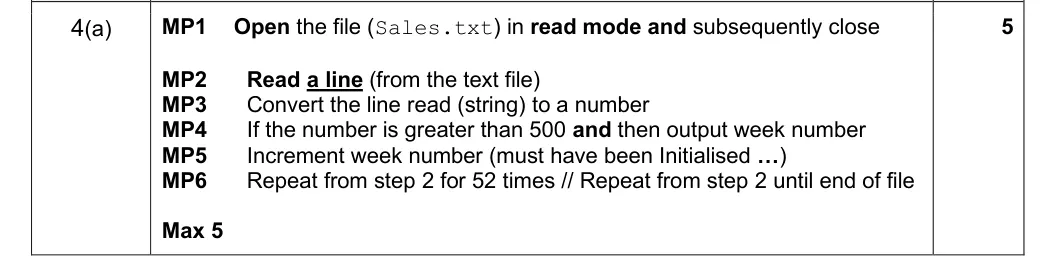 4(a)
MP1 Open the file (Sales.txt) in read mode and subsequently close
5
MP2 Read a line (from the text file)
MP3 Convert the line read (string) to a number
MP4 If the number is greater than 500 and then output week number
MP5 Increment week number (must have been Initialised …)
MP6 Repeat from step 2 for 52 times // Repeat from step 2 until end of file
Max 5